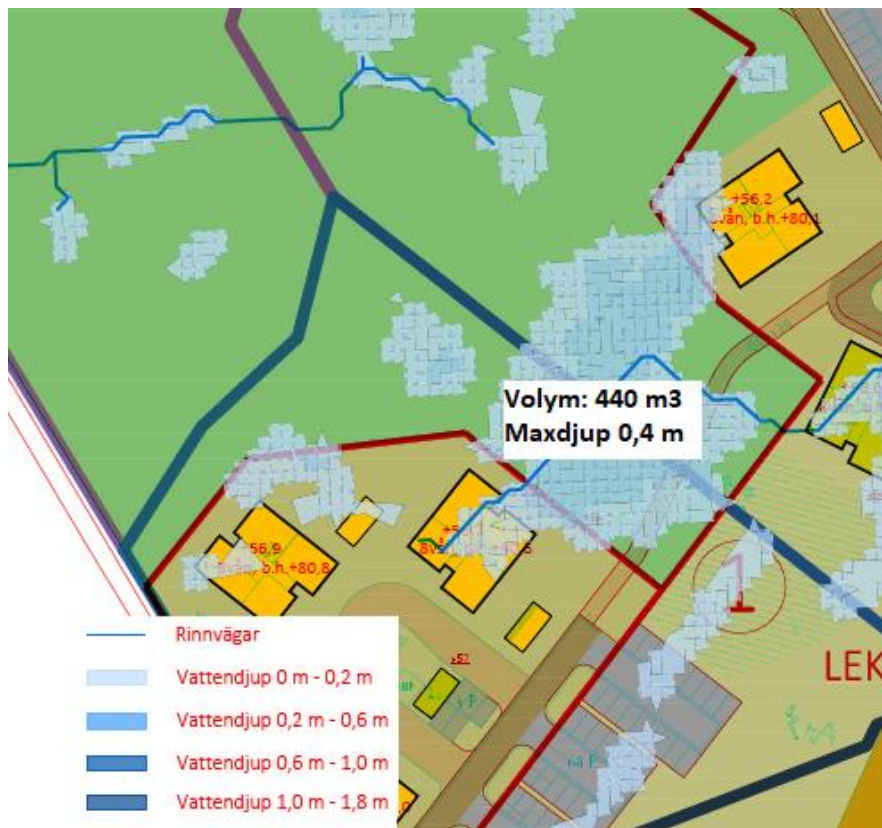 +56,2
b.h.+80,1
Volym: 440 m3
Maxdjup 0,4 m
56,9
b.h.+80,8
1
LEK
Rinnvägar
Vattendjup 0 m - 0,2 m
Vattendjup 0,2 m - 0,6 m
Vattendjup 0,6 m - 1,0 m
Vattendjup 1,0 m - 1,8 m